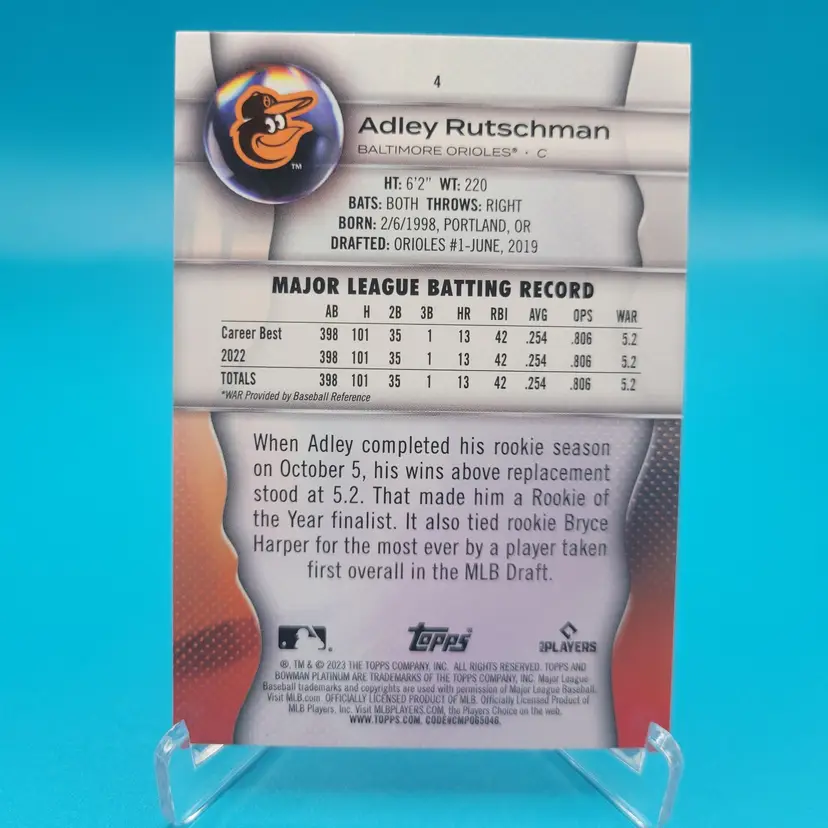 4
Adley Rutschman
BALTIMORE ORIOLES® · C
TM
HT: 6'2" WT: 220
BATS: BOTH THROWS: RIGHT
BORN: 2/6/1998, PORTLAND, OR
DRAFTED: ORIOLES #1-JUNE, 2019
MAJOR LEAGUE BATTING RECORD
AB H 2B 3B HR RBI AVG OPS WAR
Career Best 398 101 35 1 13 42 .254 .806 5.2
2022 398 101 35 1 13 42 .254 .806 5.2
TOTALS 398 101 35 1 13 42 .254 .806 5.2
*WAR Provided by Baseball Reference
When Adley completed his rookie season
on October 5, his wins above replacement
stood at 5.2. That made him a Rookie of
the Year finalist. It also tied rookie Bryce
Harper for the most ever by a player taken
first overall in the MLB Draft.
Topps PLAYERS
®, TM & © 2023 THE TOPPS COMPANY, INC. ALL RIGHTS RESERVED. TOPPS AND
BOWMAN PLATINUM ARE TRADEMARKS OF THE TOPPS COMPANY, INC. Major League
Baseball trademarks and copyrights are used with permission of Major League Baseball.
Visit MLB.com. OFFICIALLY LICENSED PRODUCT OF MLB. Officially Licensed Product of
MLB Players, Inc. Visit MLBPLAYERS.COM, the Players Choice on the web.
WWW.TOPPS.COM. CODE#CMP065046.